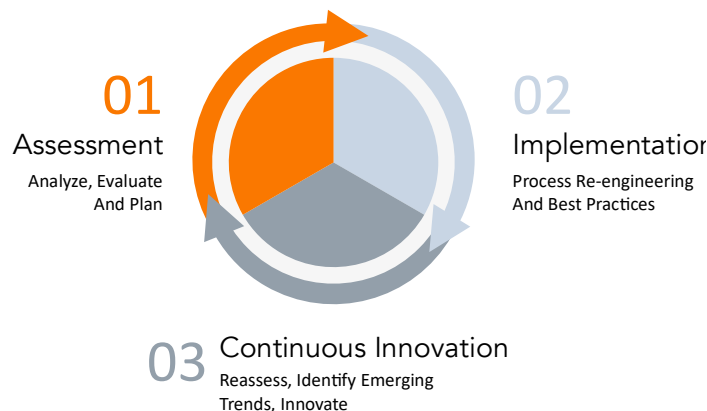 01
Assessment
Analyze, Evaluate
And Plan
02
Implementation
Process Re-engineering
And Best Practices
03
Continuous Innovation
Reassess, Identify Emerging
Trends, Innovate